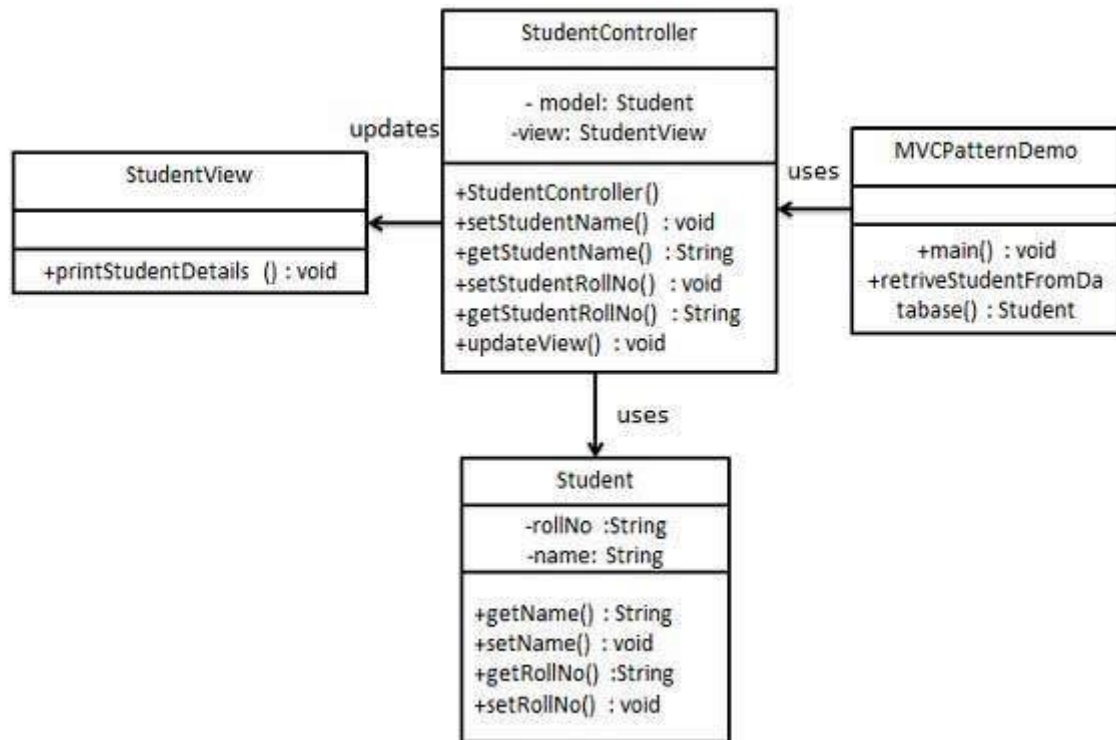 StudentController
- model: Student
-view: StudentView
+StudentController()
+setStudentName() : void
+getStudentName() : String
+setStudentRollNo() : void
+getStudentRollNo() : String
+updateView() : void
updates
StudentView
+printStudentDetails () : void
uses
MVCPatternDemo
+main() : void
+retriveStudentFromDa
tabase() : Student
uses
Student
-rollNo :String
-name: String
+getName() : String
+setName() : void
+getRollNo() :String
+setRollNo() : void